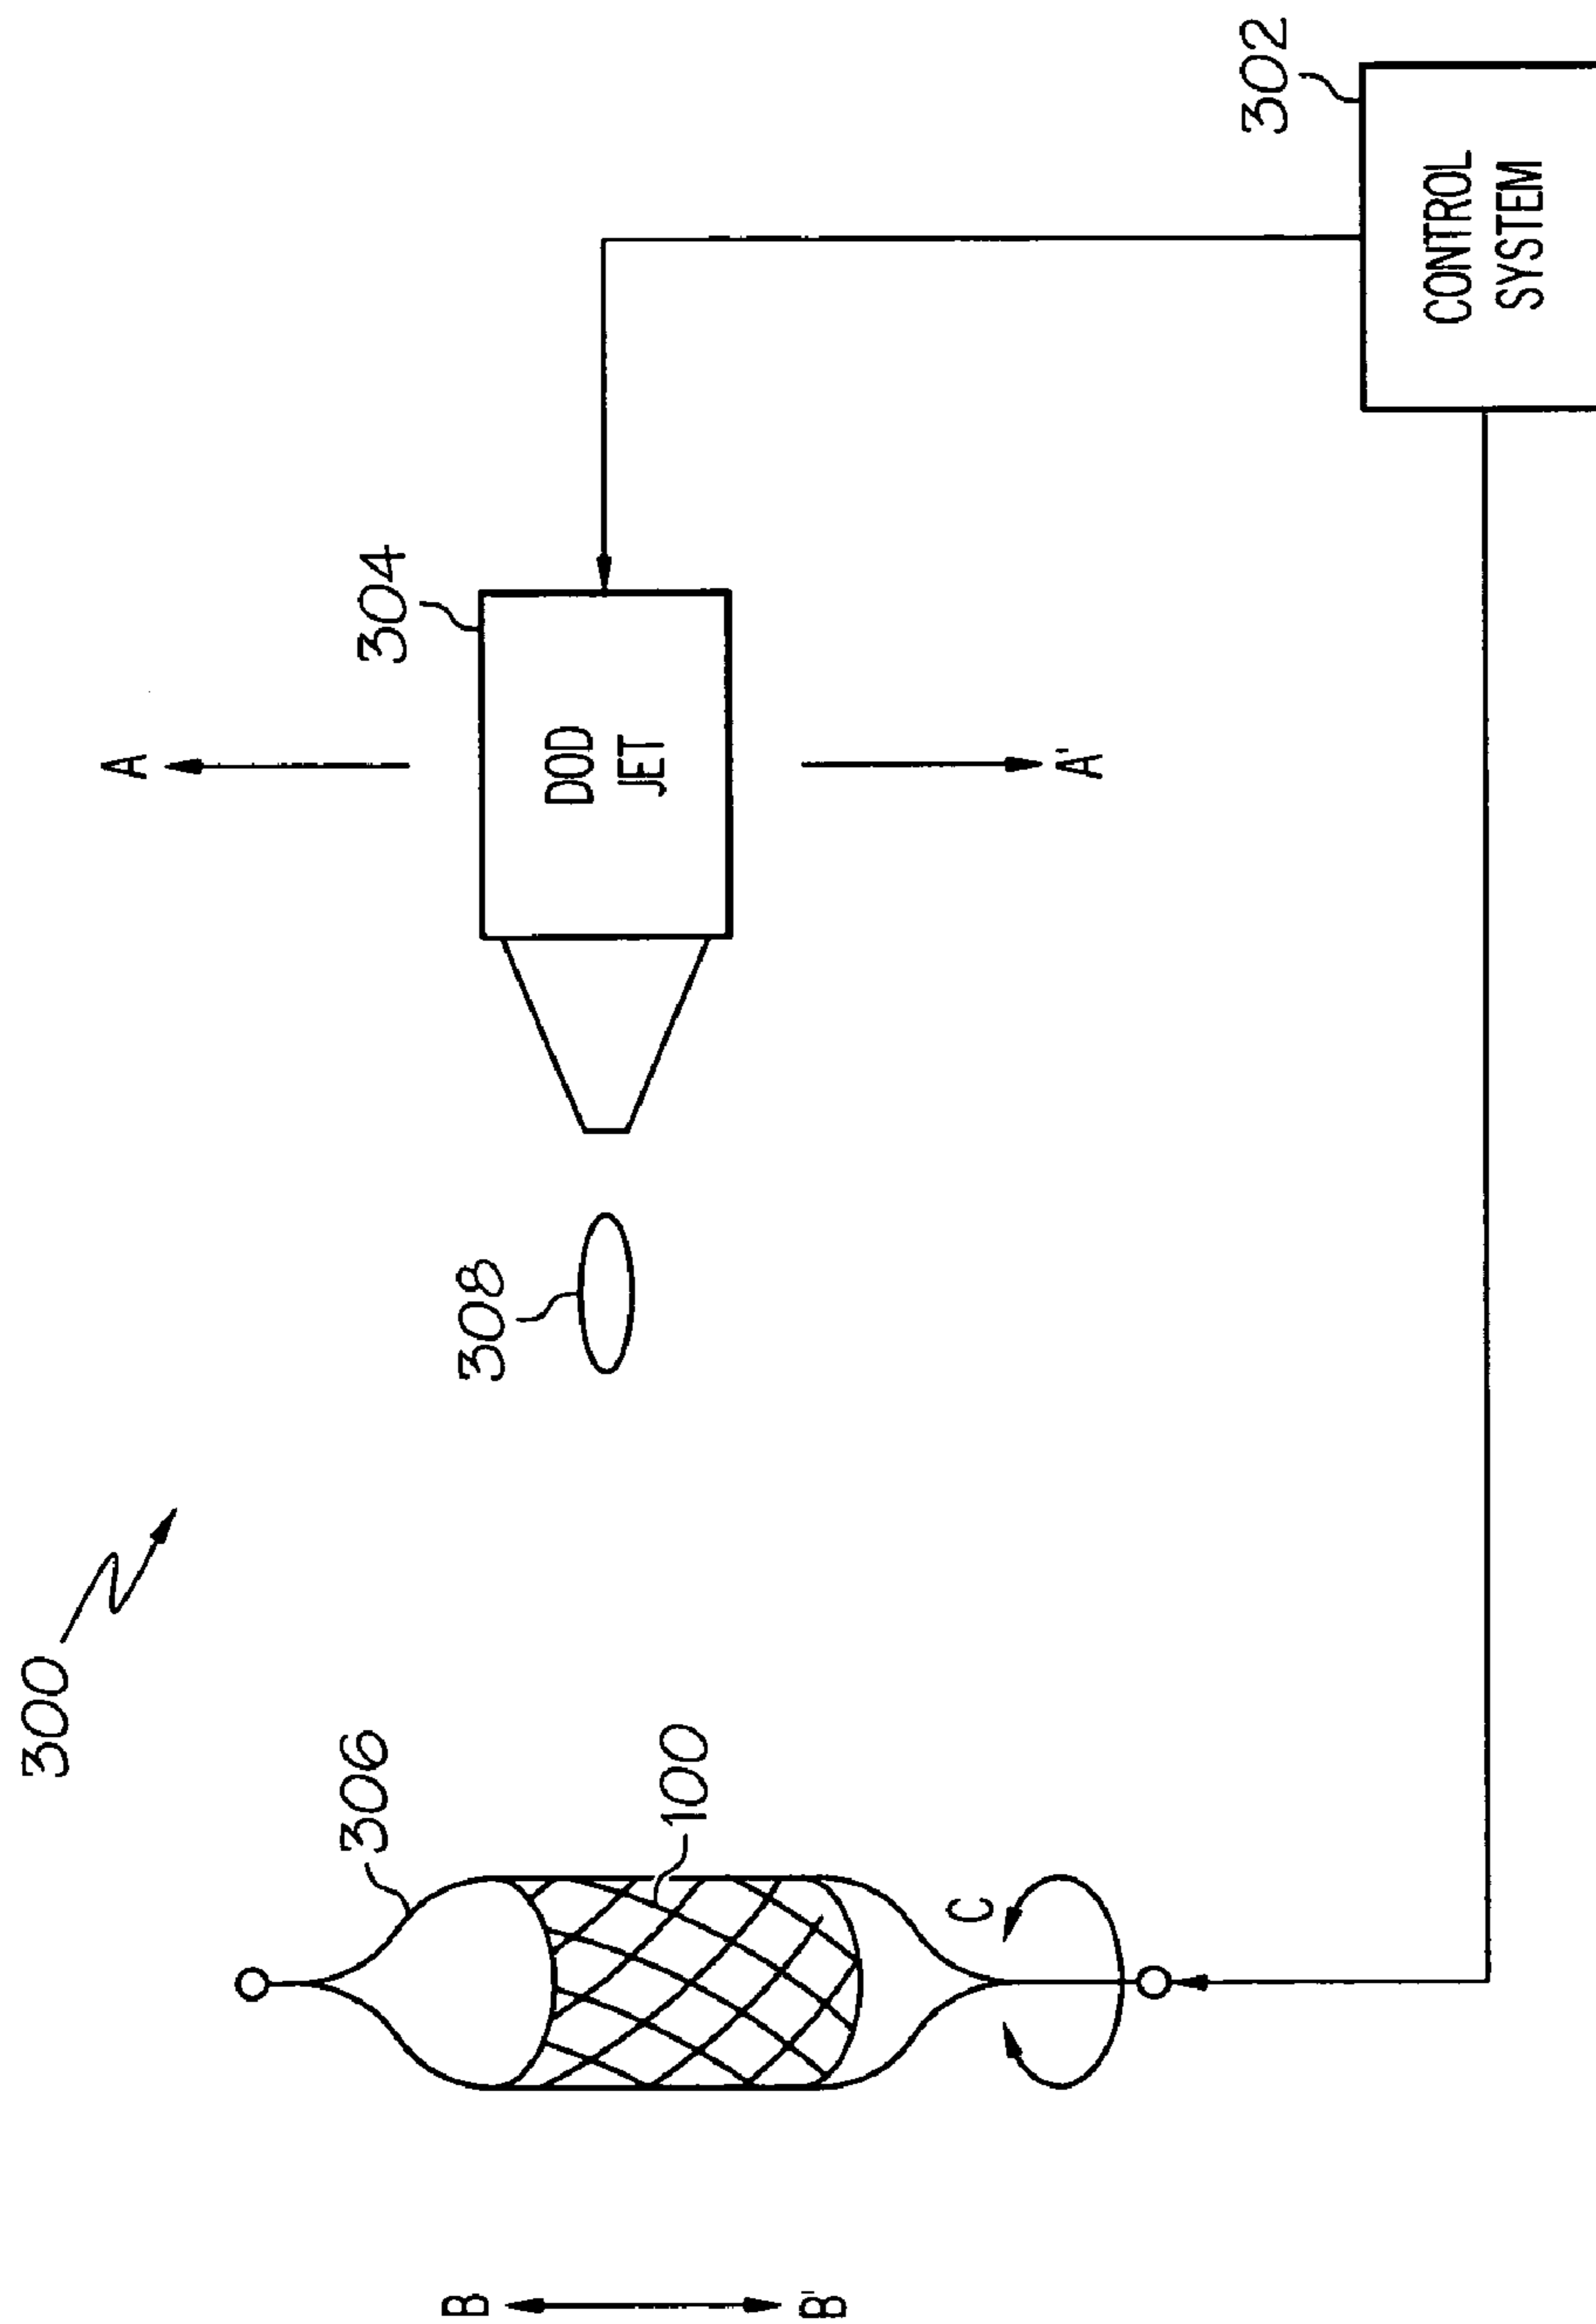 300
A
306
304
B
308
DOD
JET
100
B'
C
A'
302
CONTROL
SYSTEM